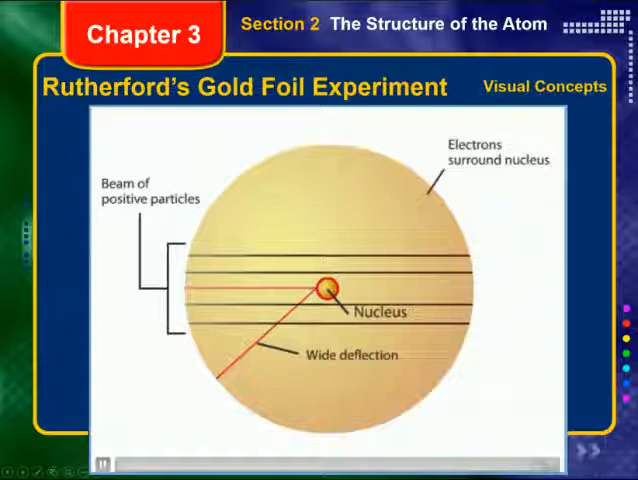 Chapter 3
Section 2 The Structure of the Atom
Rutherford's Gold Foil Experiment
Visual Concepts
Electrons
surround nucleus
Beam of
positive particles
Nucleus
Wide deflection